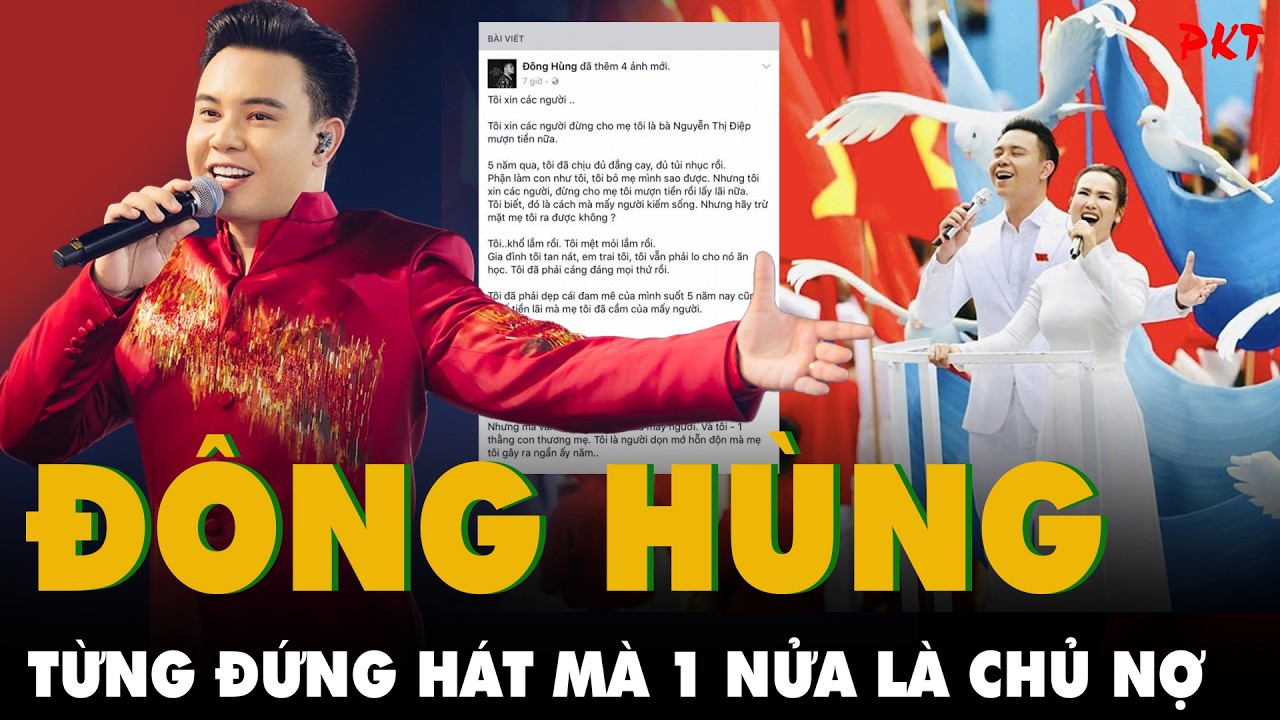 PKT
BÀI VIẾT
Đông Hùng đã thêm 4 ảnh mới.
7 giờ
Tôi xin các người ..
Tôi xin các người đừng cho mẹ tôi là bà Nguyễn Thị Điệp
mượn tiền nữa.
5 năm qua, tôi đã chịu đủ đắng cay, đủ tủi nhục rồi.
Phận làm con như tôi, tôi bỏ mẹ mình sao được. Nhưng tôi
xin các người, đừng cho mẹ tôi mượn tiền rồi lấy lãi nữa.
Tôi biết, đó là cách mà mấy người kiếm sống. Nhưng hãy trừ
mặt mẹ tôi ra được không ?
Tôi..khổ lắm rồi. Tôi mệt mỏi lắm rồi.
Gia đình tôi tan nát, em trai tôi, tôi vẫn phải lo cho nó ăn
học. Tôi đã phải cáng đáng mọi thứ rồi.
Tôi đã phải dẹp cái đam mê của mình suốt 5 năm nay
tiền lãi mà mẹ tôi đã cầm của mấy người.
Nhưng mà
người. Và tôi - 1
thằng con thương mẹ. Tôi là người dọn mớ hỗn độn mà mẹ
tôi gây ra ngần ấy năm..
ĐÔNG HÙNG
TỪNG ĐỨNG HÁT MÀ 1 NỬA LÀ CHỦ NỢ